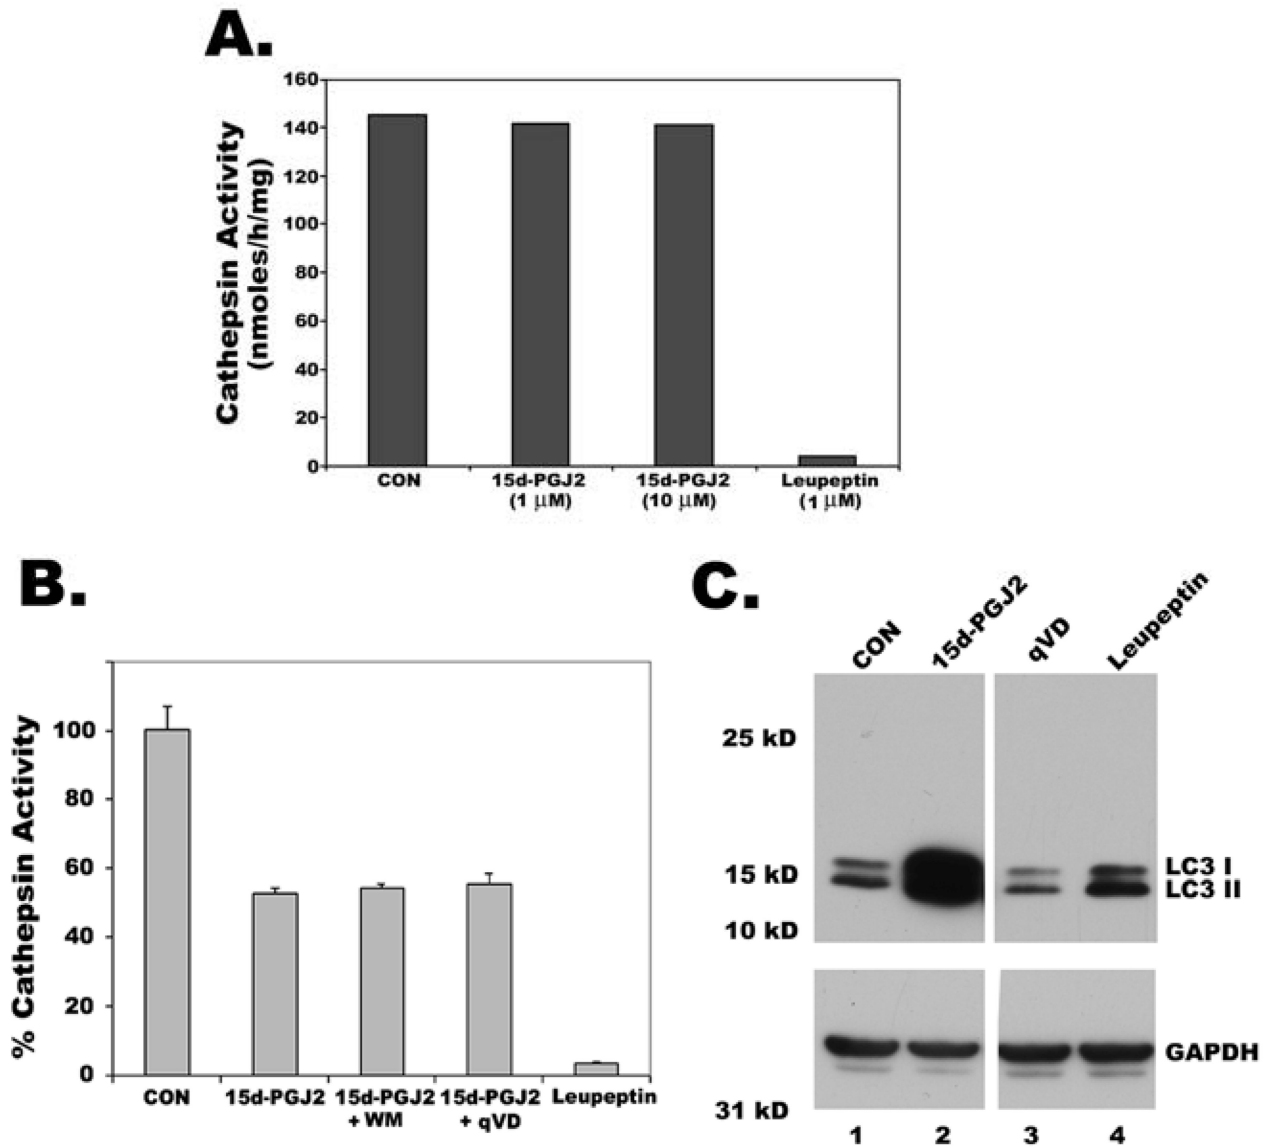 A.
Cathepsin Activity
(nmoles/h/mg)
160
140
120
100
80
60
40
20
0
CON
15d-PGJ2
(1 μM)
15d-PGJ2
(10 μM)
Leupeptin
(1 μM)
B.
% Cathepsin Activity
100
80
60
40
20
0
CON
15d-PGJ2
15d-PGJ2
+ WM
15d-PGJ2
+ qVD
Leupeptin
C.
CON
15d-PGJ2
qVD
Leupeptin
25 kD
15 kD
10 kD
LC3 I
LC3 II
GAPDH
31 kD
1 2 3 4